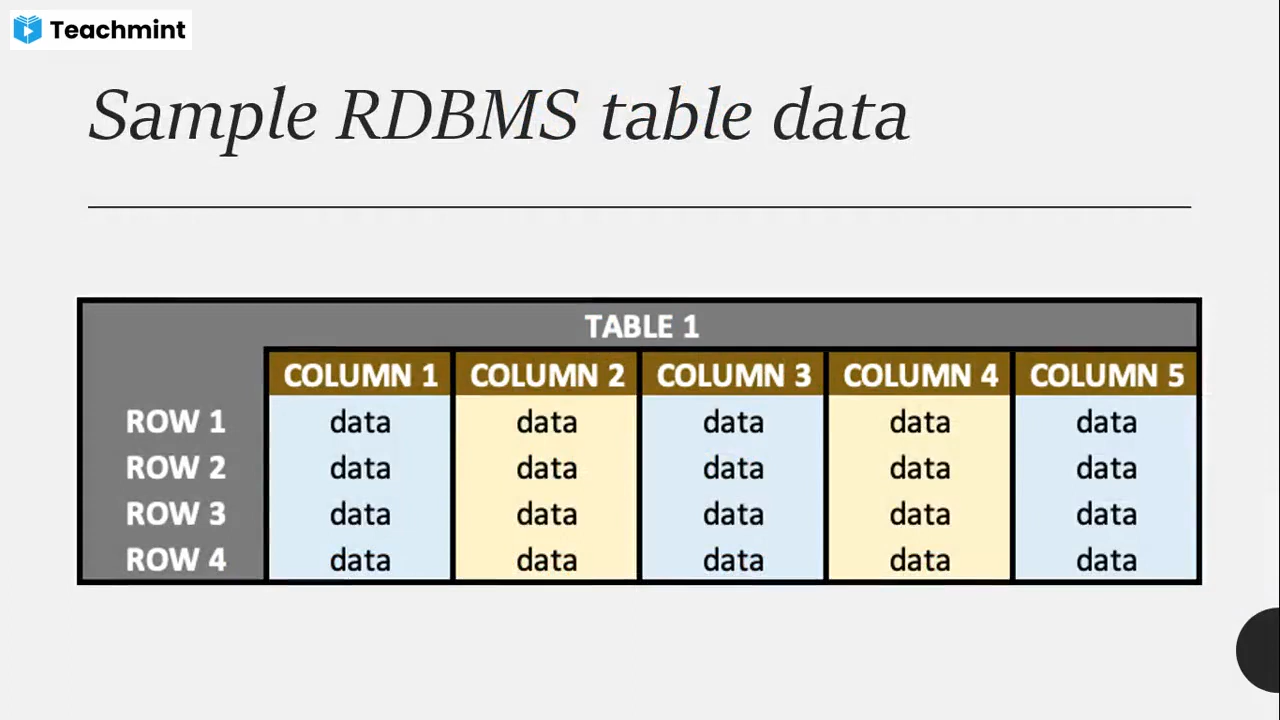 Teachmint
Sample RDBMS table data
TABLE 1
COLUMN 1 COLUMN 2 COLUMN 3 COLUMN 4 COLUMN 5
ROW 1 data data data data data
ROW 2 data data data data data
ROW 3 data data data data data
ROW 4 data data data data data